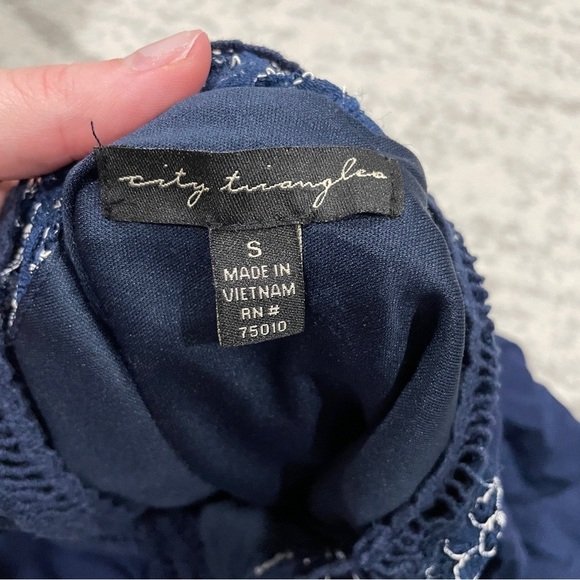 city triangles
S
MADE IN
VIETNAM
RN #
75010